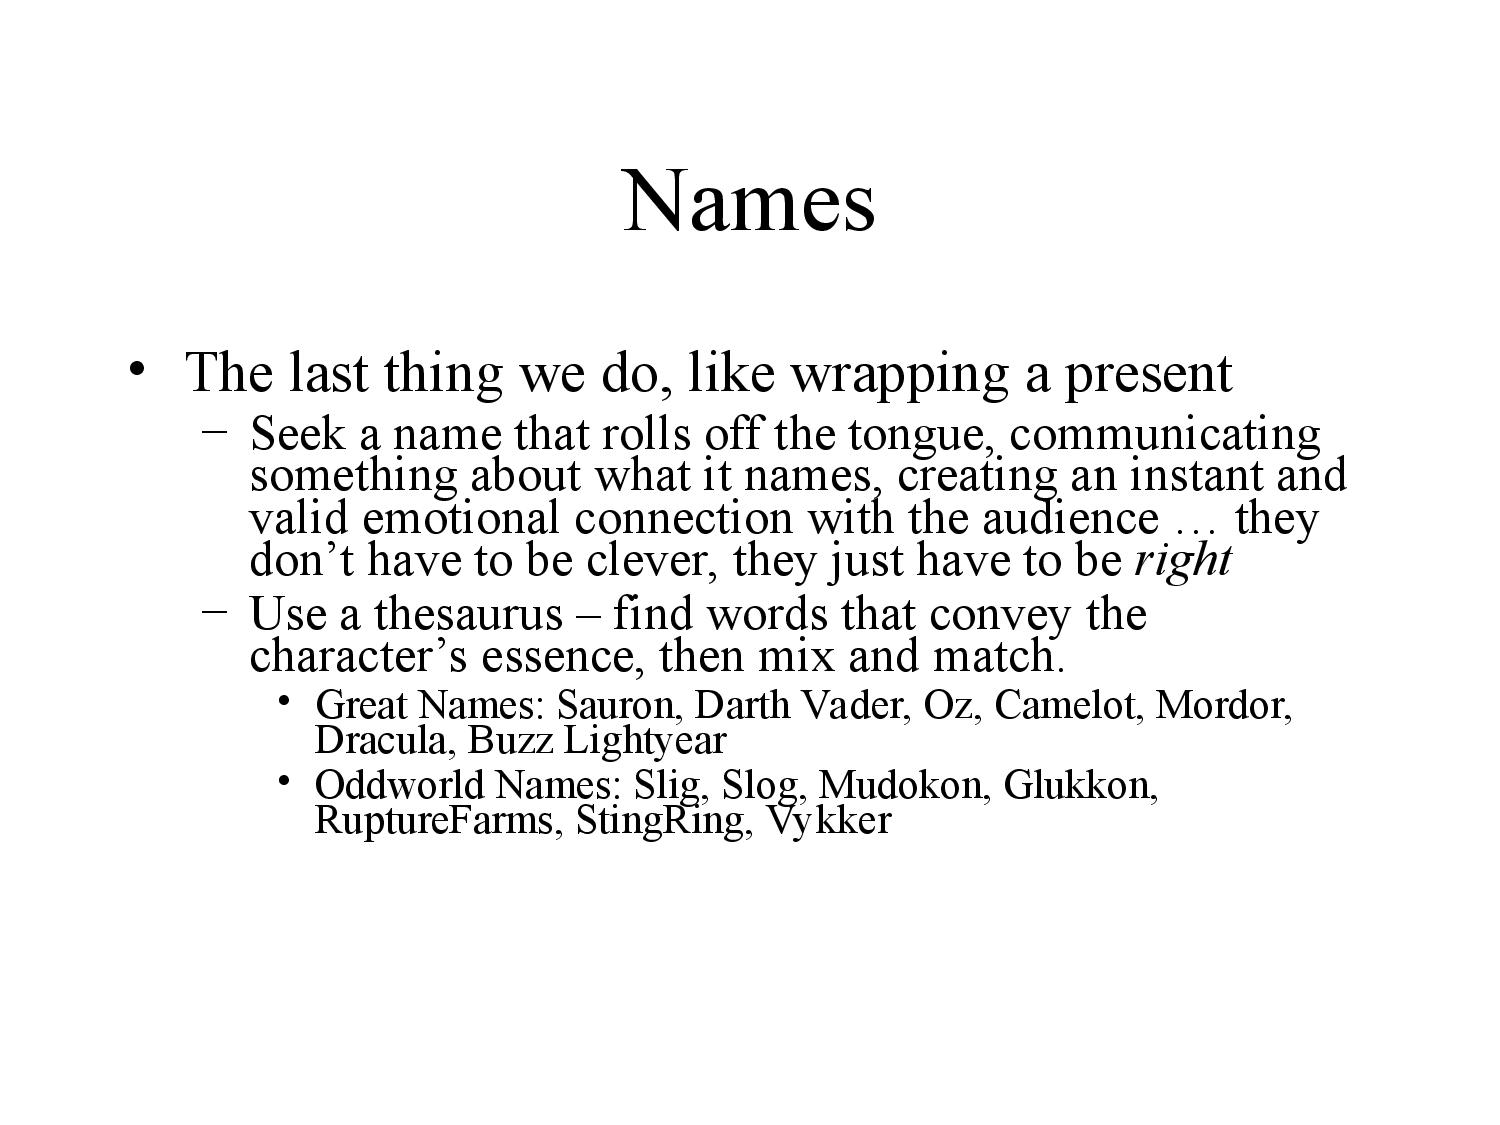 Names
• The last thing we do, like wrapping a present
– Seek a name that rolls off the tongue, communicating
something about what it names, creating an instant and
valid emotional connection with the audience … they
don’t have to be clever, they just have to be right
– Use a thesaurus – find words that convey the
character’s essence, then mix and match.
• Great Names: Sauron, Darth Vader, Oz, Camelot, Mordor,
Dracula, Buzz Lightyear
• Oddworld Names: Slig, Slog, Mudokon, Glukkon,
RuptureFarms, StingRing, Vykker